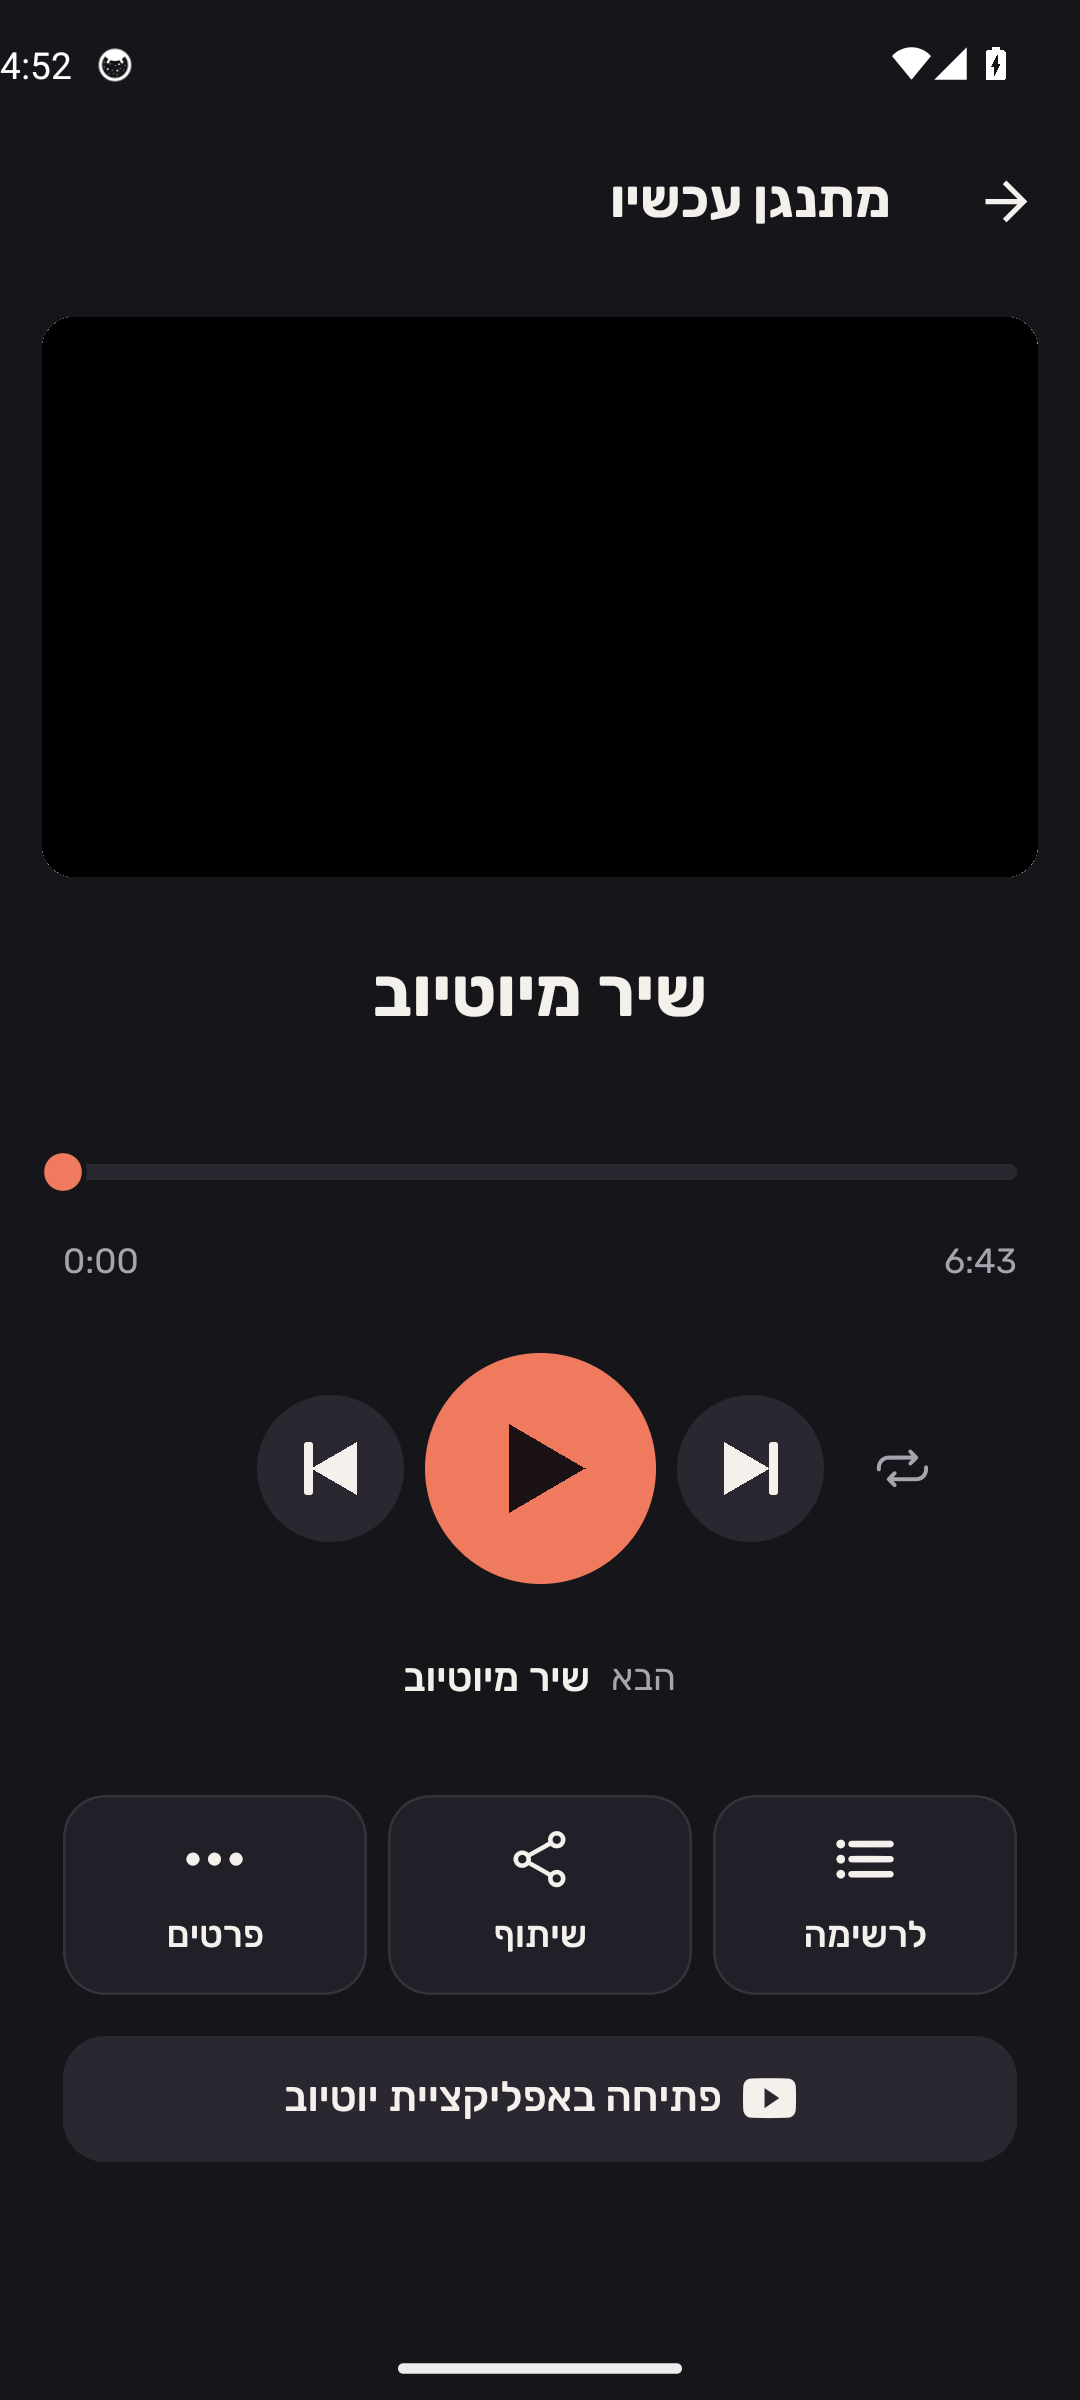 4:52
מתנגן עכשיו
שיר מיוטיוב
0:00 6:43
הבא שיר מיוטיוב
לרשימה שיתוף פרטים
פתיחה באפליקציית יוטיוב